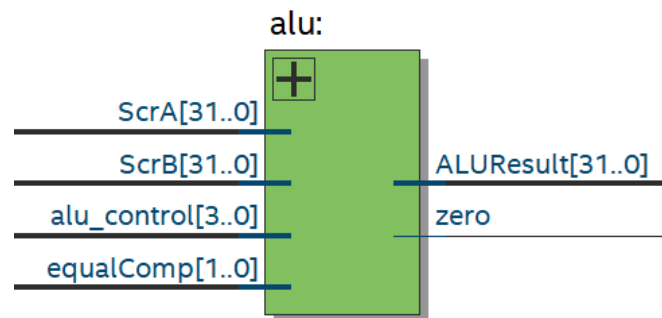 alu:
ScrA[31..0]
ScrB[31..0]
alu_control[3..0]
equalComp[1..0]
ALUResult[31..0]
zero